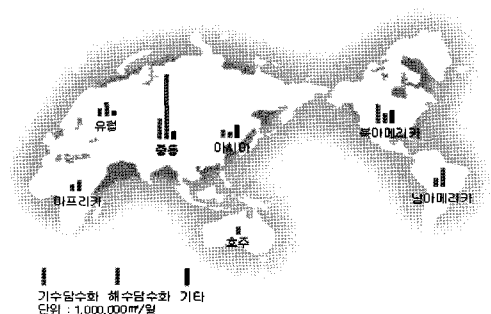 유럽
중동
아시아
북아메리카
아프리카
남아메리카
호주
기수담수화 해수담수화 기타
단위 : 1,000,000㎥/일